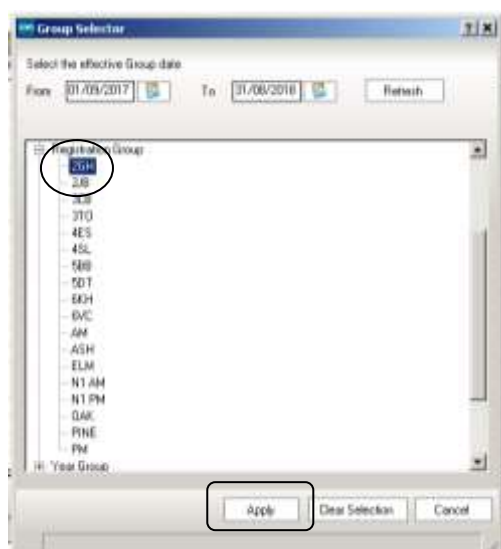 Group Selector
Select the effective Group date
From 01/09/2017 To 31/08/2018 Refresh
Registration Group
2GH
2JB
3TO
4ES
4SL
5BB
5DT
6KH
6VC
AM
ASH
ELM
N1 AM
N1 PM
OAK
PINE
PM
Year Group
Apply Clear Selection Cancel